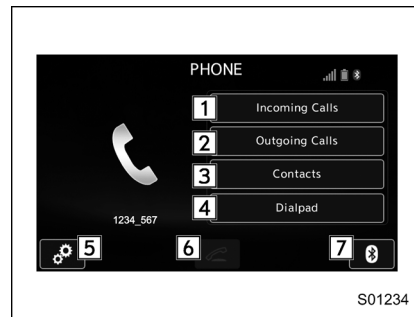 PHONE
1 Incoming Calls
2 Outgoing Calls
3 Contacts
4 Dialpad
1234_567
5 6 7
S01234